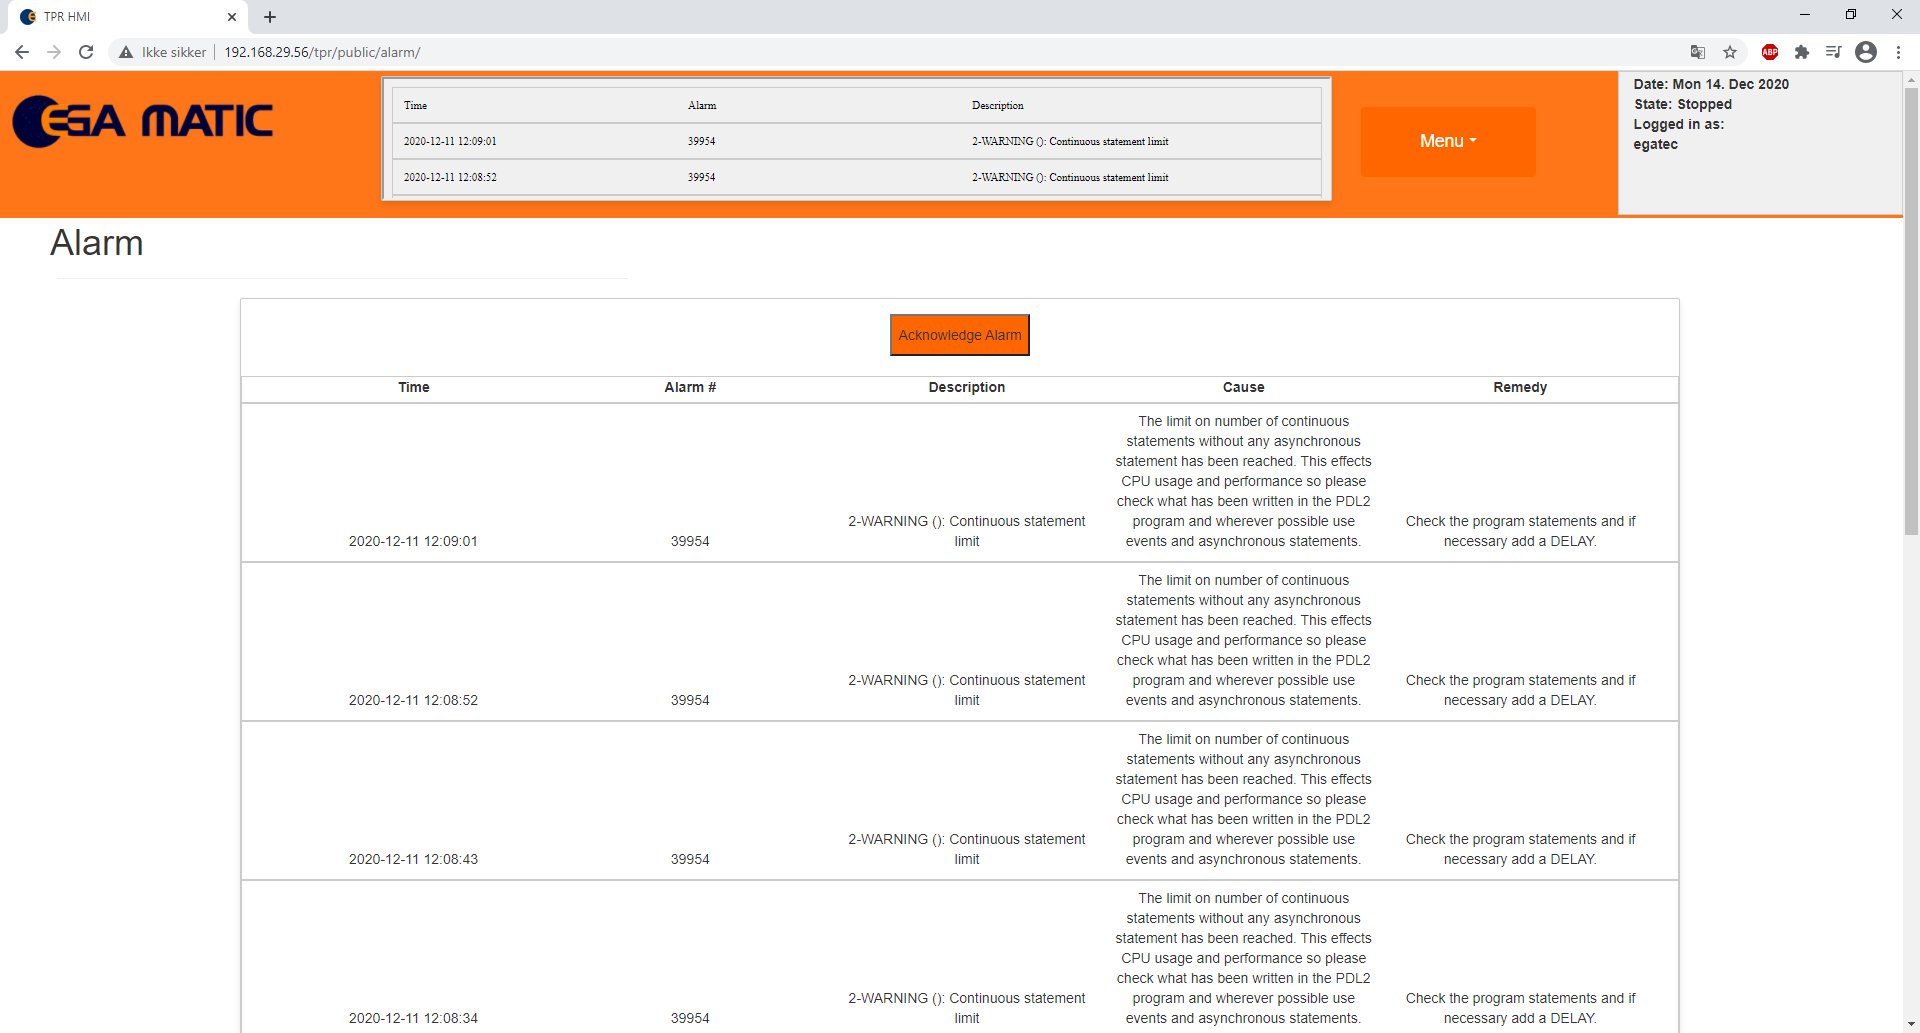 TPR HMI
Ikke sikker
192.168.29.56/tpr/public/alarm/
ABP
EGA MATIC
Time Alarm Description
2020-12-11 12:09:01 39954 2-WARNING (): Continuous statement limit
2020-12-11 12:08:52 39954 2-WARNING (): Continuous statement limit
Menu
Date: Mon 14. Dec 2020
State: Stopped
Logged in as:
egatec
Alarm
Acknowledge Alarm
Time Alarm # Description Cause Remedy
The limit on number of continuous
statements without any asynchronous
statement has been reached. This effects
CPU usage and performance so please
check what has been written in the PDL2
2-WARNING (): Continuous statement program and wherever possible use Check the program statements and if
2020-12-11 12:09:01 39954 limit events and asynchronous statements. necessary add a DELAY.
The limit on number of continuous
statements without any asynchronous
statement has been reached. This effects
CPU usage and performance so please
check what has been written in the PDL2
2-WARNING (): Continuous statement program and wherever possible use Check the program statements and if
2020-12-11 12:08:52 39954 limit events and asynchronous statements. necessary add a DELAY.
The limit on number of continuous
statements without any asynchronous
statement has been reached. This effects
CPU usage and performance so please
check what has been written in the PDL2
2-WARNING (): Continuous statement program and wherever possible use Check the program statements and if
2020-12-11 12:08:43 39954 limit events and asynchronous statements. necessary add a DELAY.
The limit on number of continuous
statements without any asynchronous
statement has been reached. This effects
CPU usage and performance so please
check what has been written in the PDL2
2-WARNING (): Continuous statement program and wherever possible use Check the program statements and if
2020-12-11 12:08:34 39954 limit events and asynchronous statements. necessary add a DELAY.